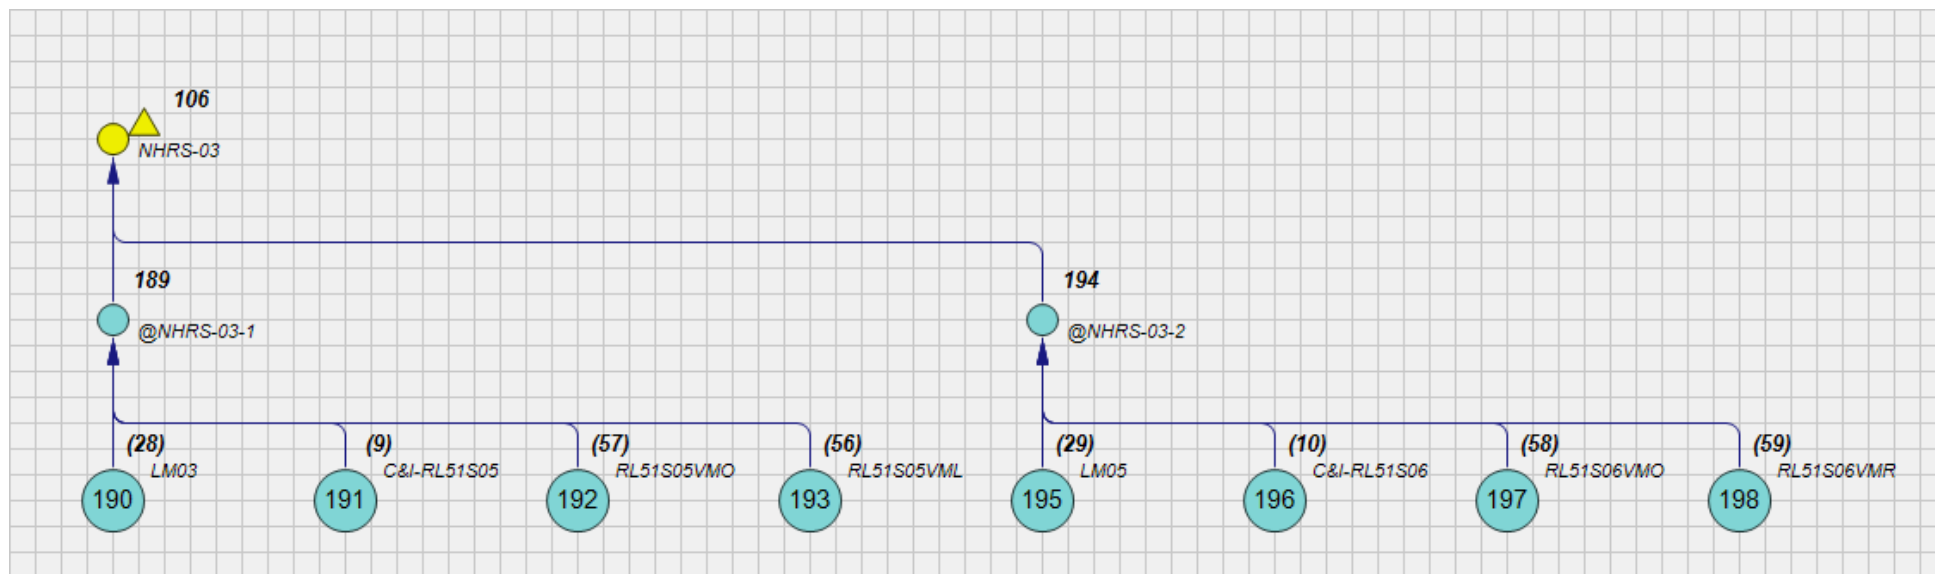 106
NHRS-03
189
@NHRS-03-1
194
@NHRS-03-2
(28)
LM03
(9)
C&I-RL51S05
(57)
RL51S05VMO
(56)
RL51S05VML
(29)
LM05
(10)
C&I-RL51S06
(58)
RL51S06VMO
(59)
RL51S06VMR
190
191
192
193
195
196
197
198